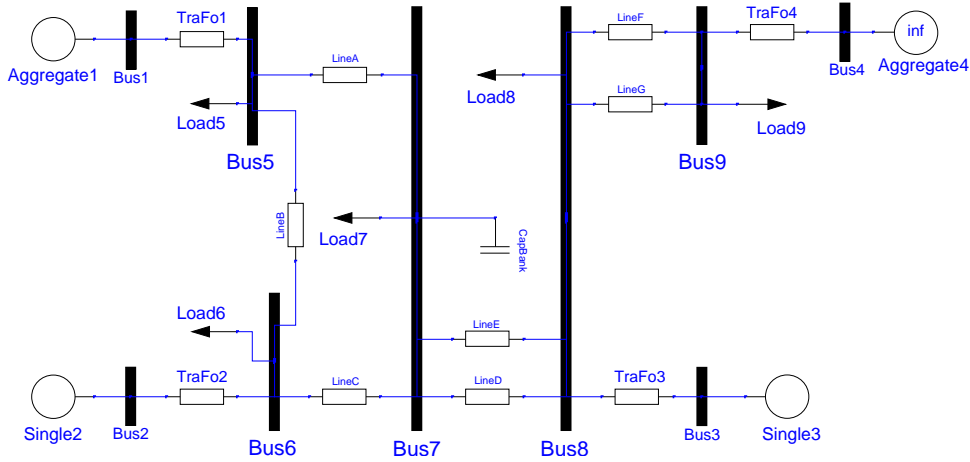 LineF
TraFo4
inf
TraFo1
Aggregate1
Bus1
Bus4
Aggregate4
LineA
Load8
LineG
Load5
Load9
Bus5
Bus9
LineB
Load7
CapBank
Load6
LineE
TraFo2
LineC
LineD
TraFo3
Single2
Bus2
Bus6
Bus7
Bus8
Bus3
Single3